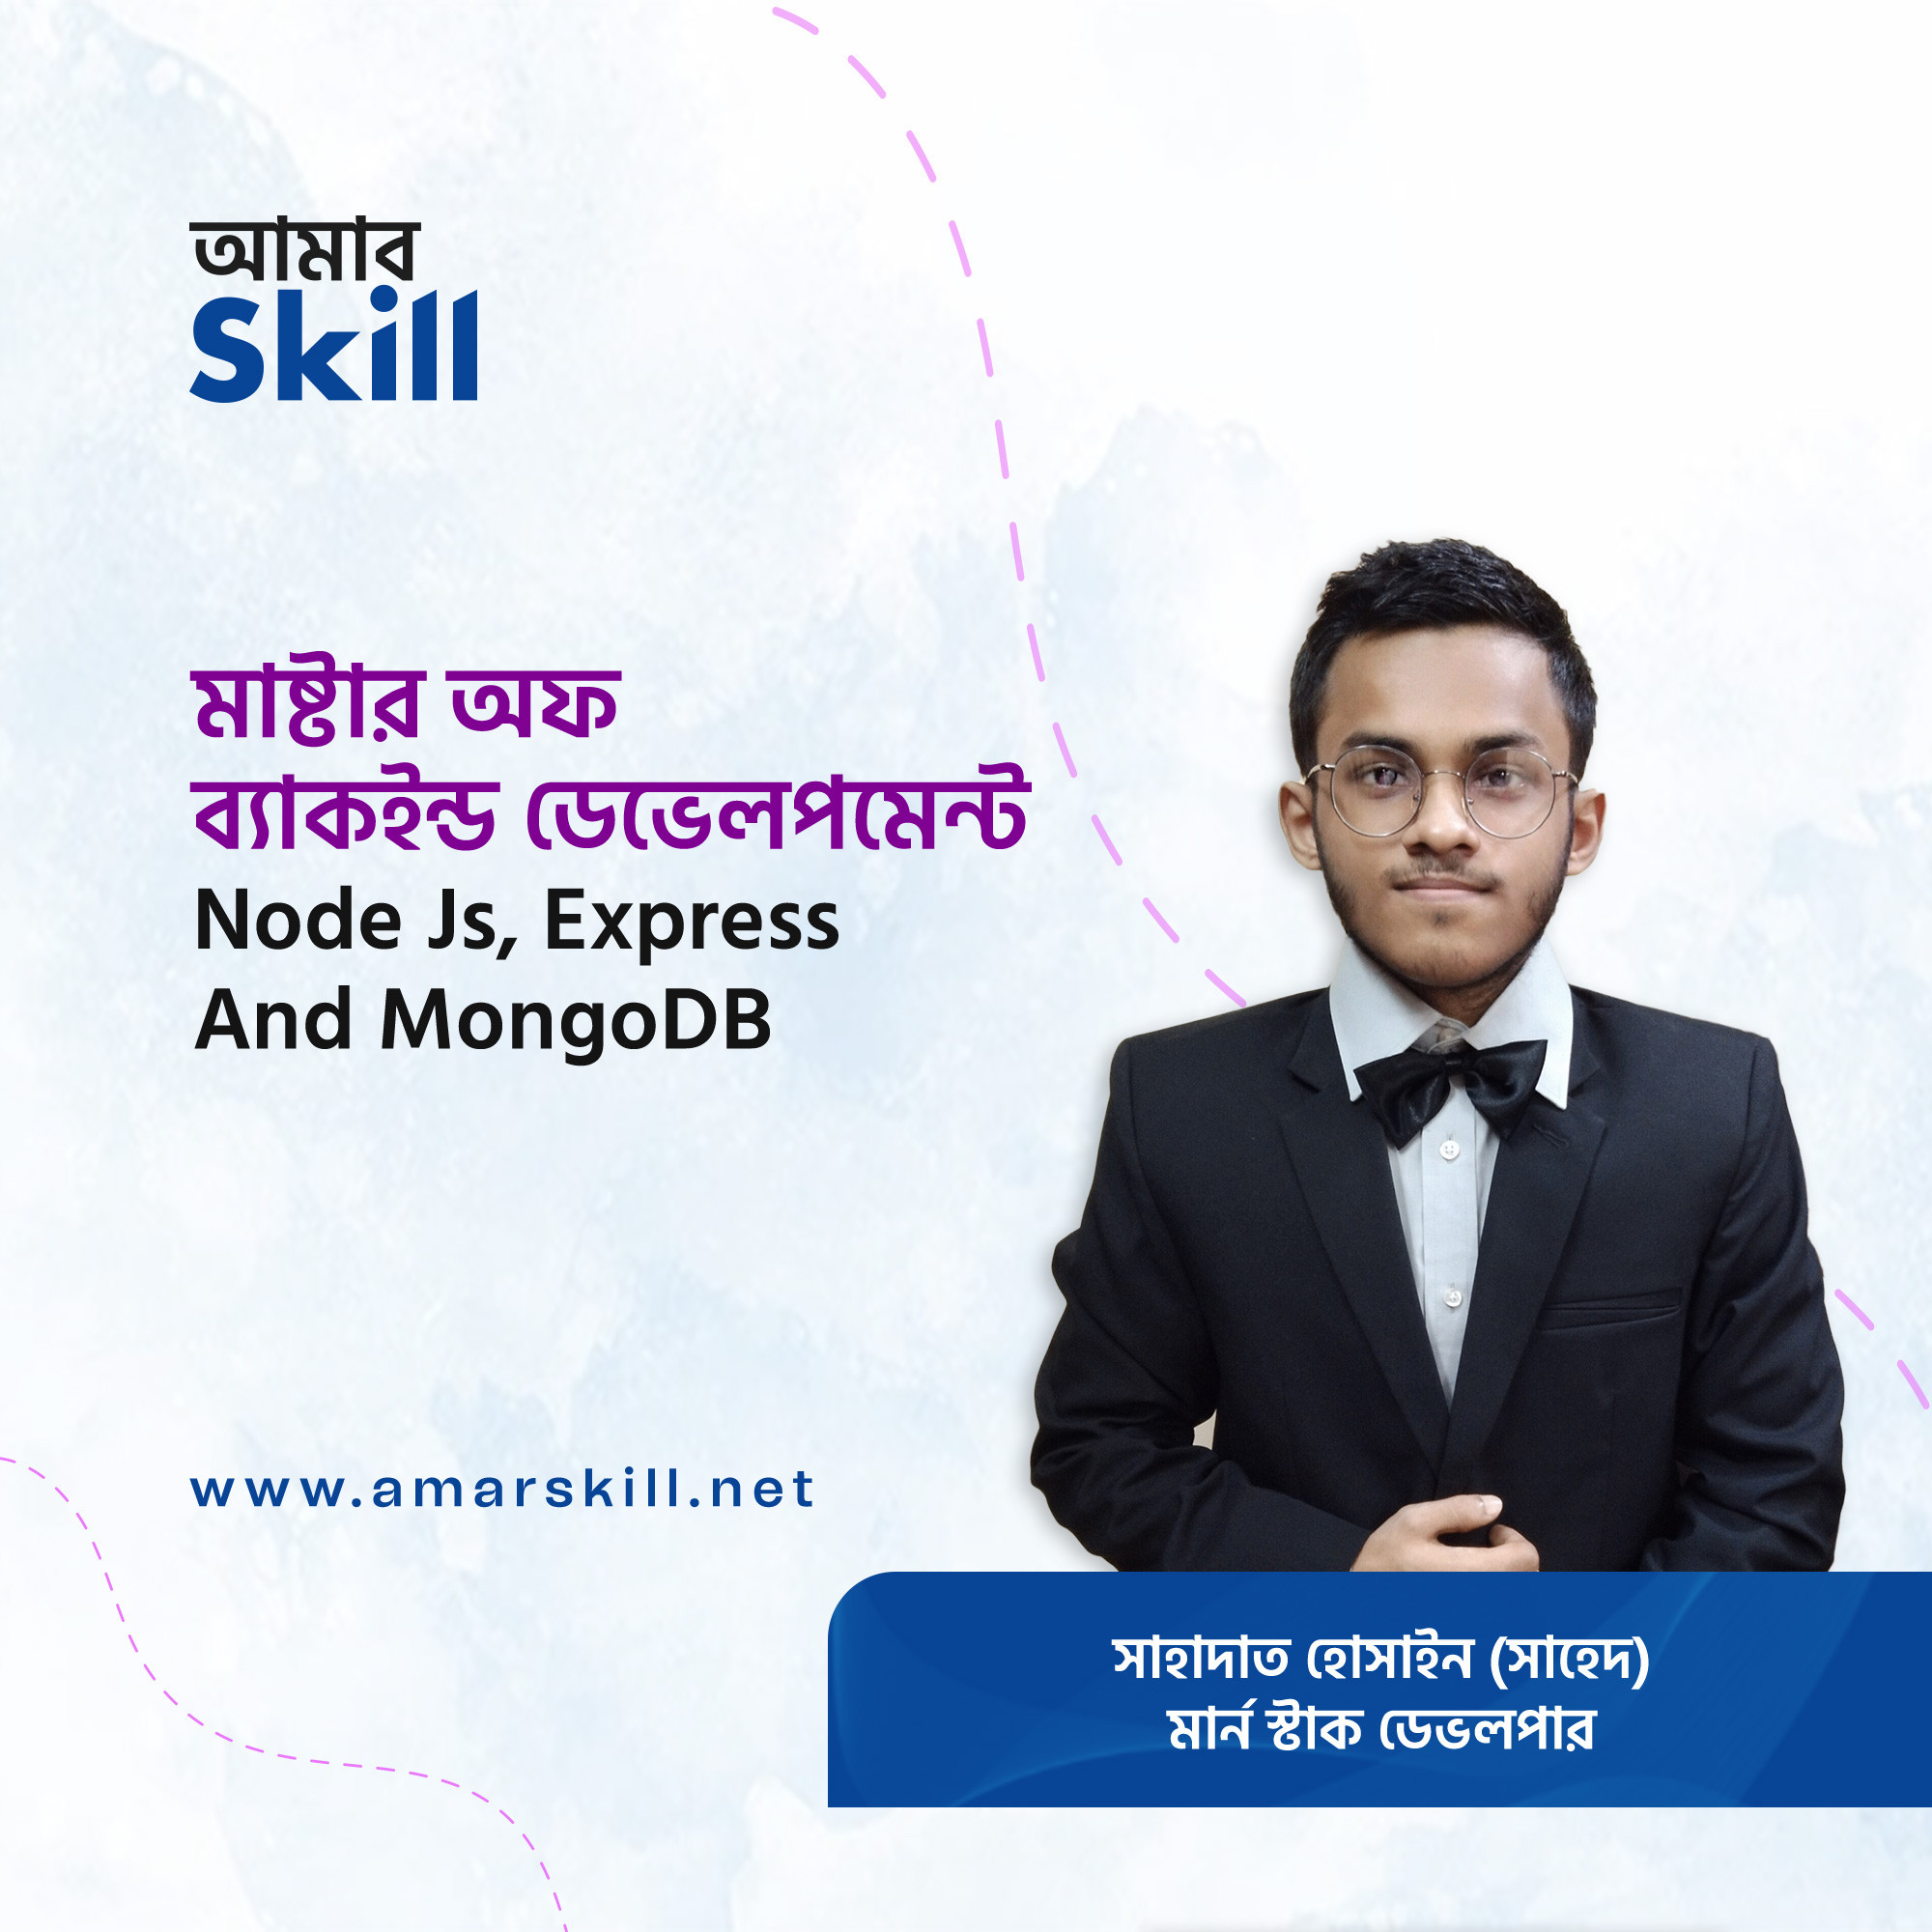 আমাব
Skill
মাষ্টার অফ
ব্যাকইন্ড ডেভেলপমেন্ট
Node Js, Express
And MongoDB
www.amarskill.net
সাহাদাত হোসাইন (সাহেদ)
মার্ন স্টাক ডেভলপার